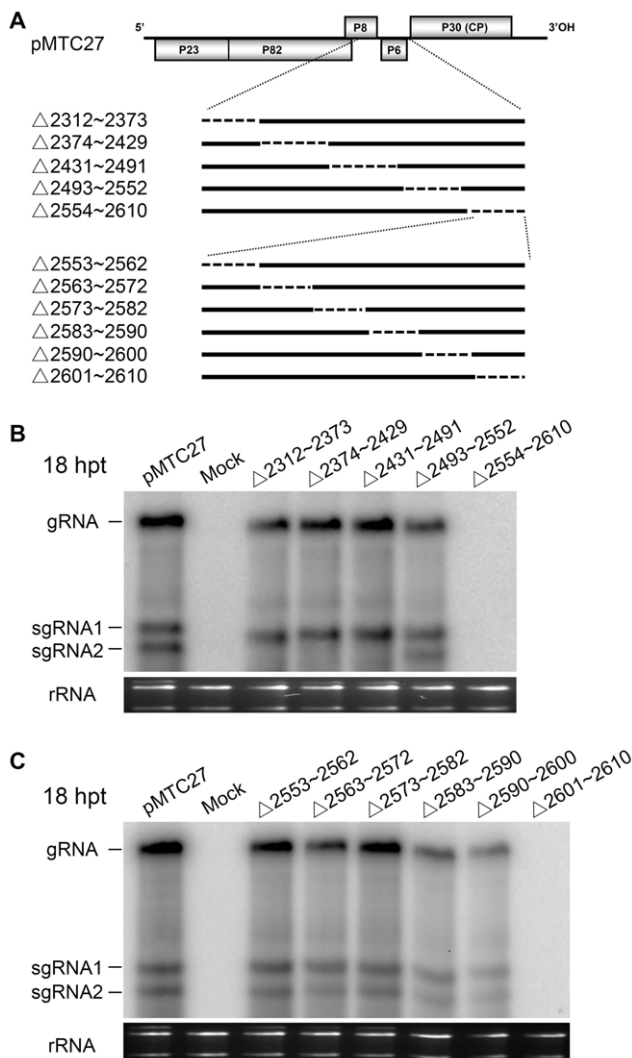 A
pMTC27
5'
P8
P30 (CP)
3'OH
P23
P82
P6
△2312~2373
△2374~2429
△2431~2491
△2493~2552
△2554~2610
△2553~2562
△2563~2572
△2573~2582
△2583~2590
△2590~2600
△2601~2610
B
18 hpt
pMTC27
Mock
△2312~2373
△2374~2429
△2431~2491
△2493~2552
△2554~2610
gRNA
sgRNA1
sgRNA2
rRNA
C
18 hpt
pMTC27
Mock
△2553~2562
△2563~2572
△2573~2582
△2583~2590
△2590~2600
△2601~2610
gRNA
sgRNA1
sgRNA2
rRNA